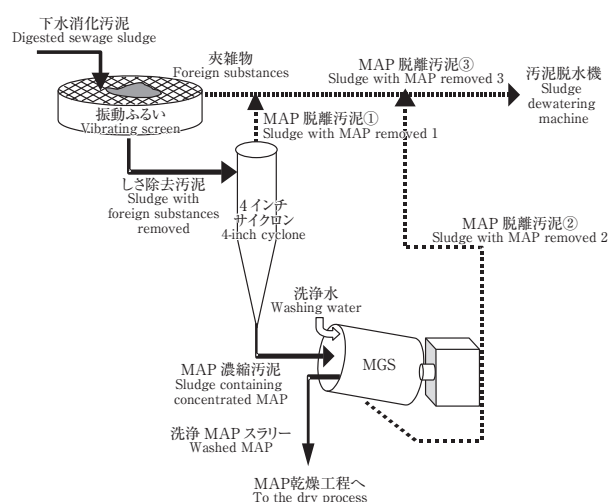 下水消化汚泥
Digested sewage sludge
夾雑物
Foreign substances
MAP 脱離汚泥③
Sludge with MAP removed 3
汚泥脱水機
Sludge
dewatering
machine
振動ふるい
Vibrating screen
MAP 脱離汚泥①
Sludge with MAP removed 1
しさ除去汚泥
Sludge with
foreign substances
removed
4インチ
サイクロン
4-inch cyclone
MAP 脱離汚泥②
Sludge with MAP removed 2
洗浄水
Washing water
MGS
MAP 濃縮汚泥
Sludge containing
concentrated MAP
洗浄 MAP スラリー
Washed MAP
MAP乾燥工程へ
To the dry process